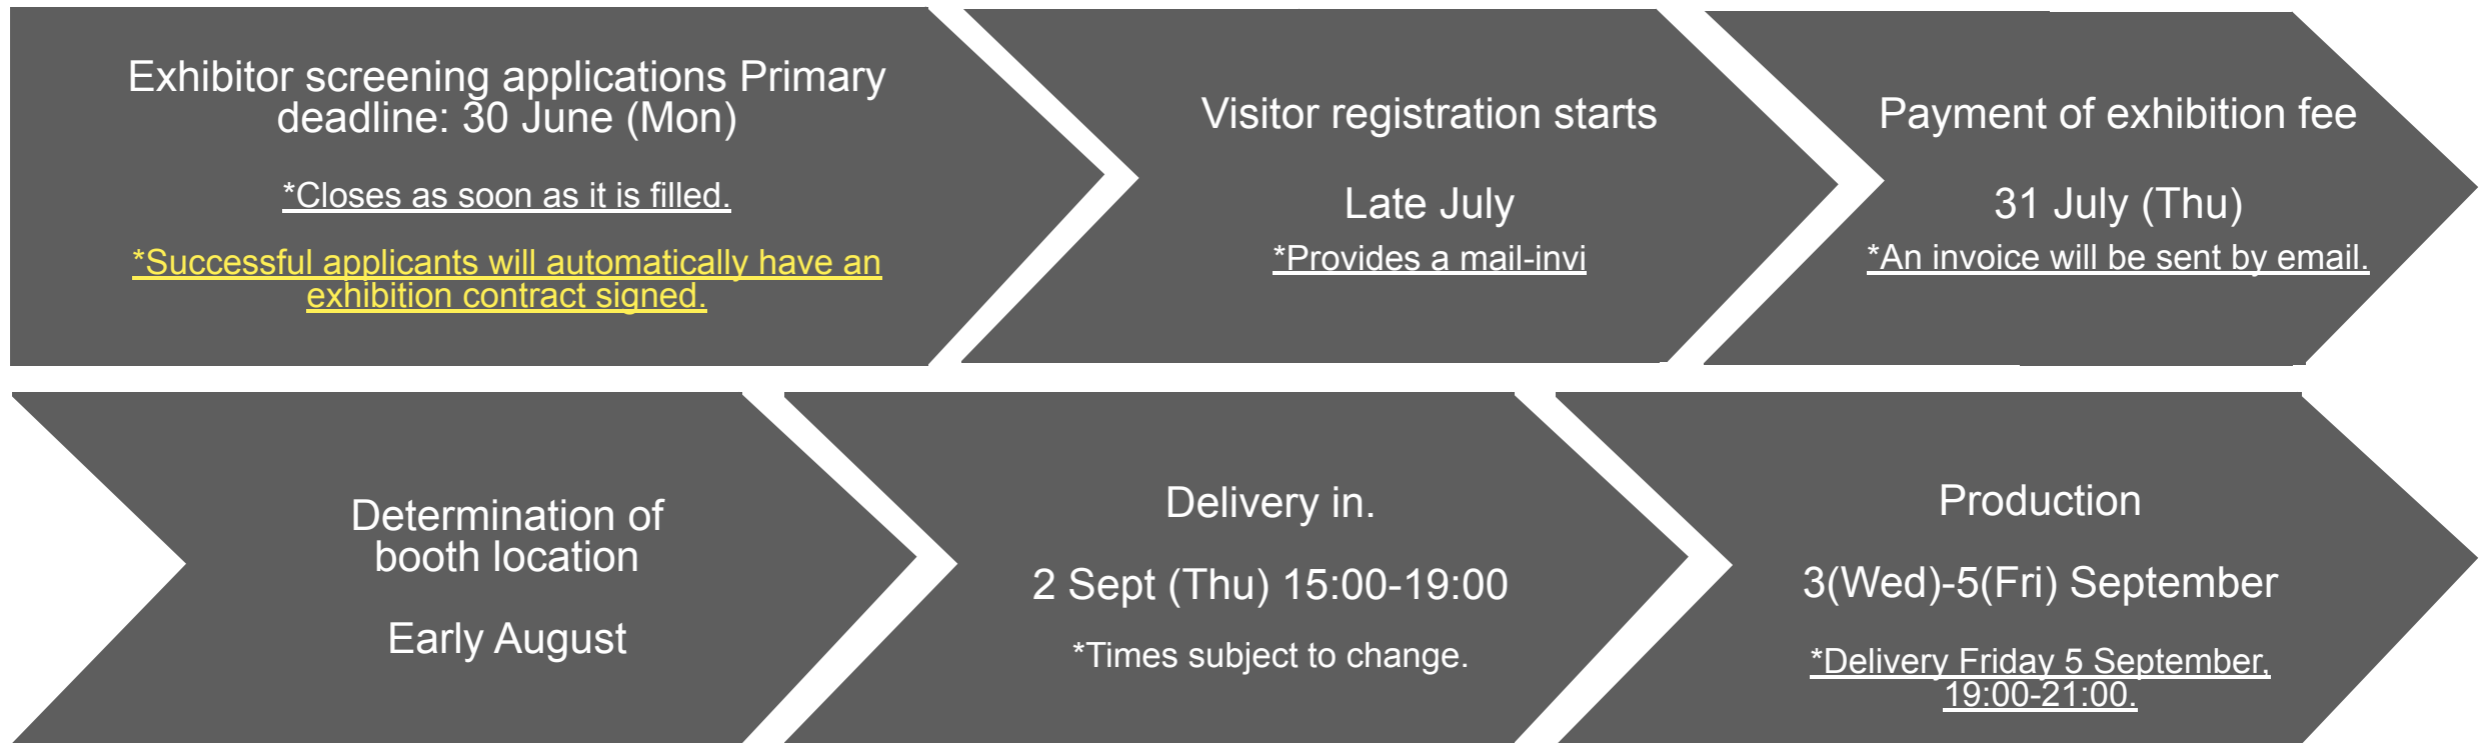 Exhibitor screening applications Primary
deadline: 30 June (Mon)
*Closes as soon as it is filled.
*Successful applicants will automatically have an
exhibition contract signed.
Visitor registration starts
Late July
*Provides a mail-invi
Payment of exhibition fee
31 July (Thu)
*An invoice will be sent by email.
Determination of
booth location
Early August
Delivery in.
2 Sept (Thu) 15:00-19:00
*Times subject to change.
Production
3(Wed)-5(Fri) September
*Delivery Friday 5 September,
19:00-21:00.